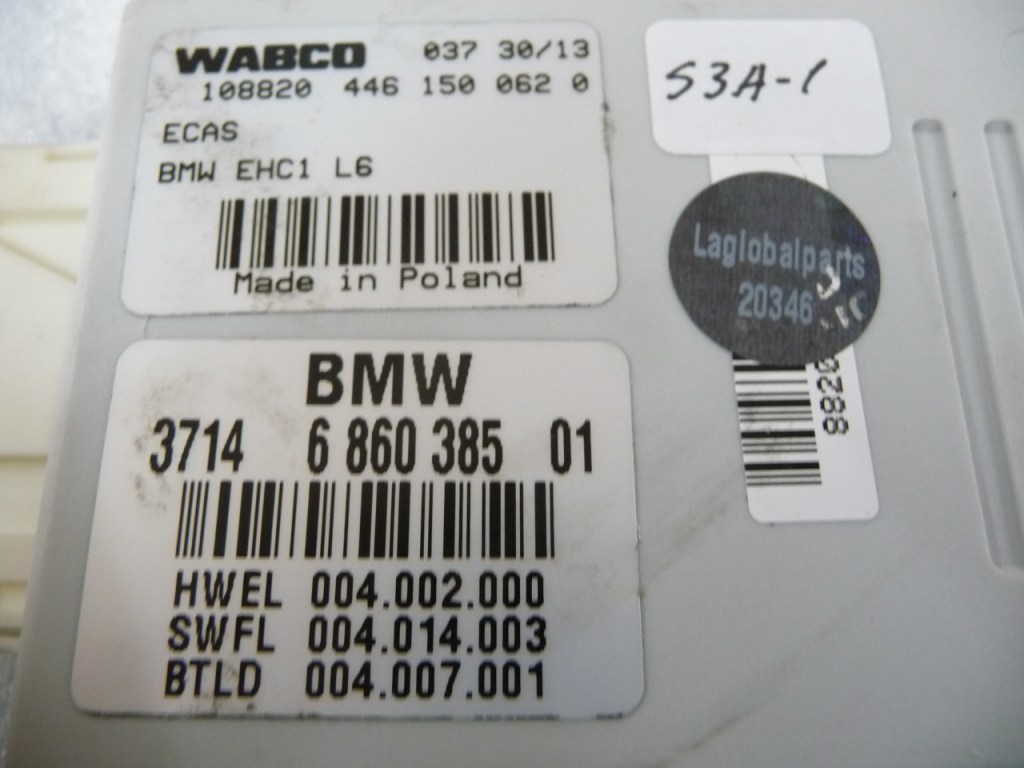 WABCO 037 30/13
108820 446 150 062 0
ECAS
BMW EHC1 L6
Made in Poland
S3A-1
Laglobalparts
20346
8820
BMW
3714 6 860 385 01
HWEL 004.002.000
SWFL 004.014.003
BTLD 004.007.001